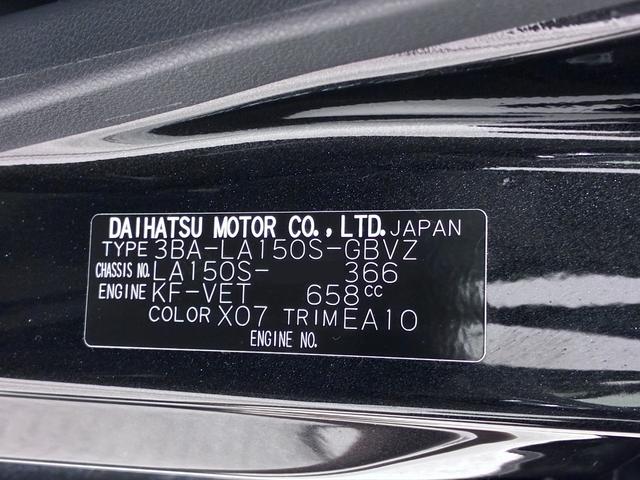 DAIHATSU MOTOR CO., LTD. JAPAN
TYPE 3BA-LA150S-GBVZ
CHASSIS NO. LA150S- 366
ENGINE KF-VET 658cc
COLOR X07 TRIM EA10
ENGINE NO.